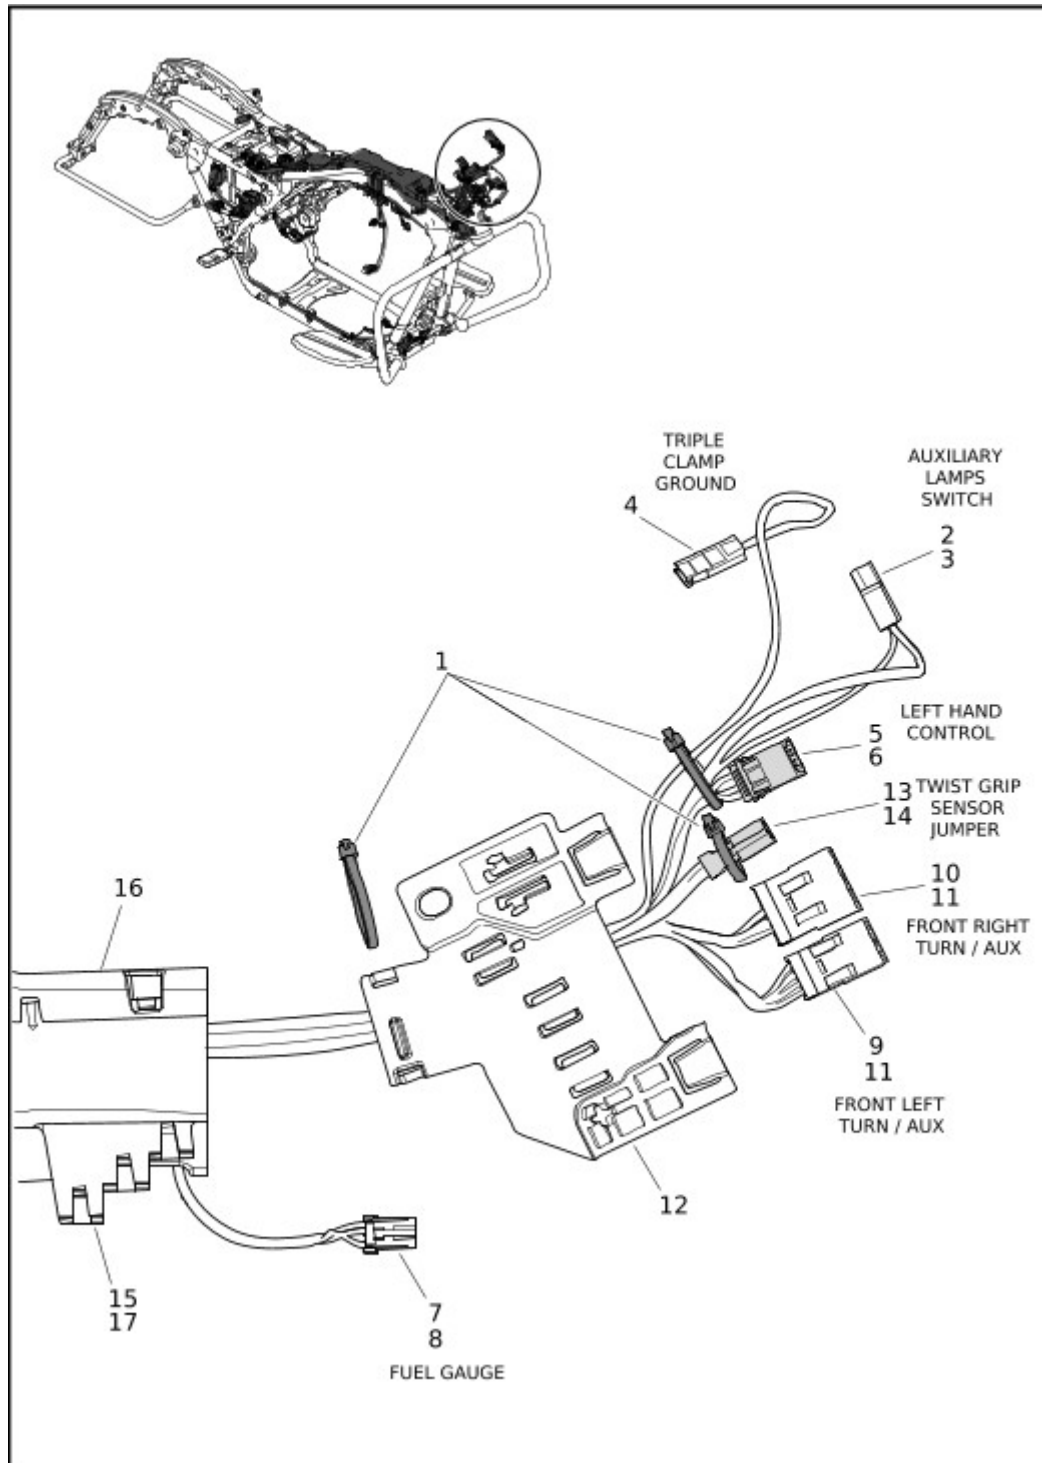 TRIPLE
CLAMP
GROUND
4
AUXILIARY
LAMPS
SWITCH
2
3
1
LEFT HAND
CONTROL
5
6
13
14
TWIST GRIP
SENSOR
JUMPER
10
11
FRONT RIGHT
TURN / AUX
16
9
11
FRONT LEFT
TURN / AUX
12
15
17
7
8
FUEL GAUGE